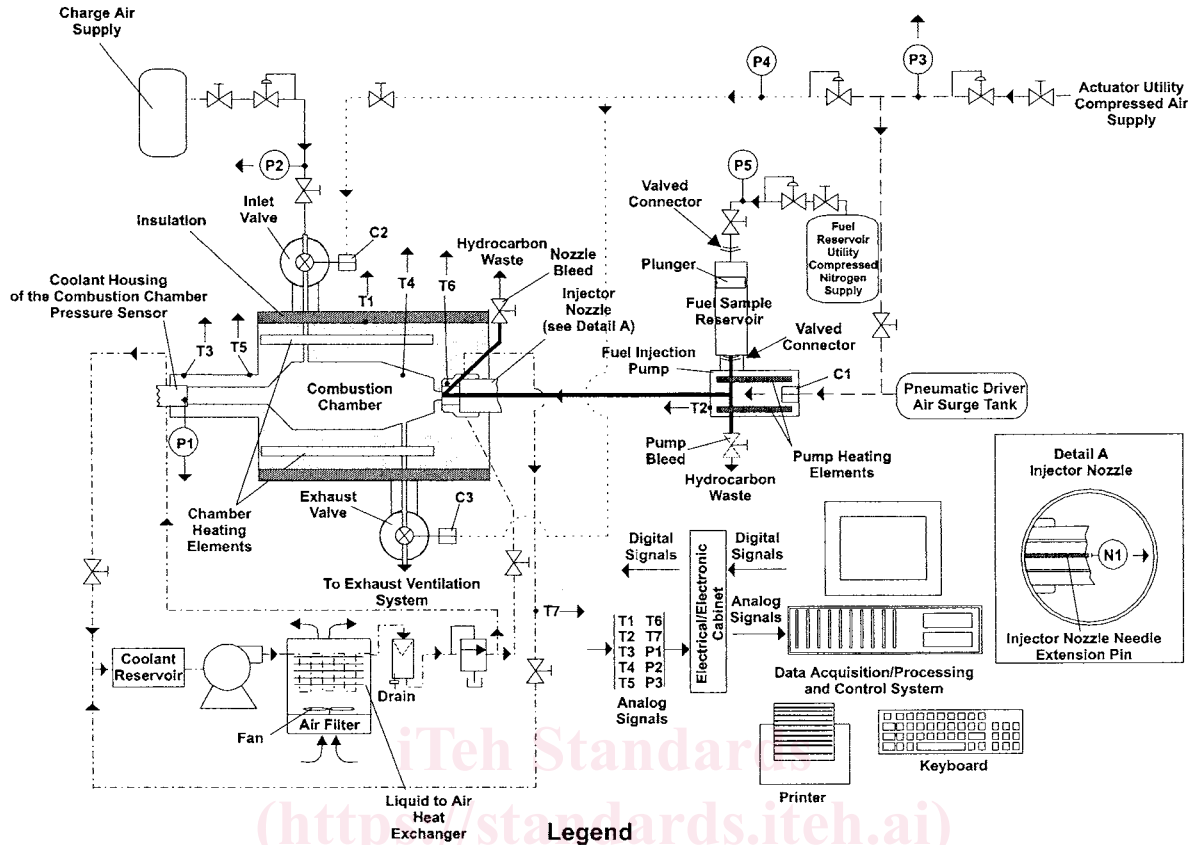 Charge Air
Supply
P4
P3
Actuator Utility
Compressed Air
Supply
P2
P5
Valved
Connector
Inlet
Valve
Insulation
C2
Hydrocarbon
Waste
Nozzle
Bleed
Plunger
Fuel
Reservoir
Utility
Compressed
Nitrogen
Supply
Coolant Housing
of the Combustion Chamber
Pressure Sensor
T1
T4
T6
Injector
Nozzle
(see Detail A)
Fuel Sample
Reservoir
T3
T5
Fuel Injection
Pump
Valved
Connector
C1
Combustion
Chamber
Pneumatic Driver
Air Surge Tank
T2
P1
Pump
Bleed
Pump Heating
Elements
Hydrocarbon
Waste
Detail A
Injector Nozzle
N1
Injector Nozzle Needle
Extension Pin
Chamber
Heating
Elements
Exhaust
Valve
C3
To Exhaust Ventilation
System
Digital
Signals
Electrical/Electronic
Cabinet
Digital
Signals
Analog
Signals
T7
T1 T6
T2 T7
T3 P1
T4 P2
T5 P3
Analog
Signals
Data Acquisition/Processing
and Control System
Coolant
Reservoir
Drain
Fan
Air Filter
Liquid to Air
Heat
Exchanger
Printer
Keyboard
iTeh Standards
(https://standards.iteh.ai)
Legend